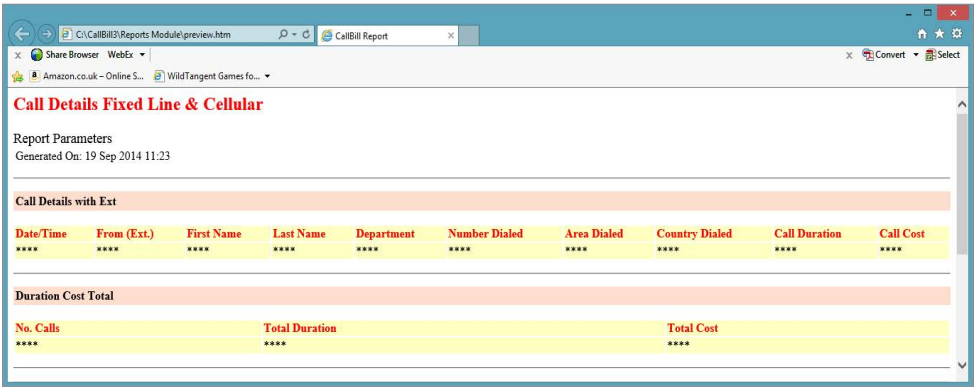 C:\CallBill3\Reports Module\preview.htm
CallBill Report
x Share Browser WebEx
x Convert Select
Amazon.co.uk – Online S... WildTangent Games fo...
Call Details Fixed Line & Cellular
Report Parameters
Generated On: 19 Sep 2014 11:23
Call Details with Ext
Date/Time From (Ext.) First Name Last Name Department Number Dialed Area Dialed Country Dialed Call Duration Call Cost
**** **** **** **** **** **** **** **** **** ****
Duration Cost Total
No. Calls Total Duration Total Cost
**** **** ****